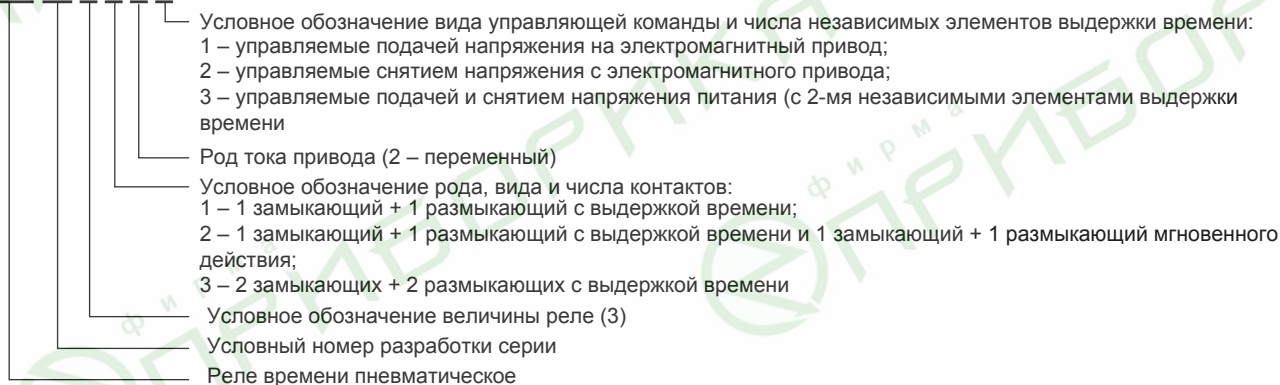 Условное обозначение вида управляющей команды и числа независимых элементов выдержки времени:
1 – управляемые подачей напряжения на электромагнитный привод;
2 – управляемые снятием напряжения с электромагнитного привода;
3 – управляемые подачей и снятием напряжения питания (с 2-мя независимыми элементами выдержки
времени
Род тока привода (2 – переменный)
Условное обозначение рода, вида и числа контактов:
1 – 1 замыкающий + 1 размыкающий с выдержкой времени;
2 – 1 замыкающий + 1 размыкающий с выдержкой времени и 1 замыкающий + 1 размыкающий мгновенного
действия;
3 – 2 замыкающих + 2 размыкающих с выдержкой времени
Условное обозначение величины реле (3)
Условный номер разработки серии
Реле времени пневматическое
фирма
ПРИБОР
фирма
ПРИБОРИКА